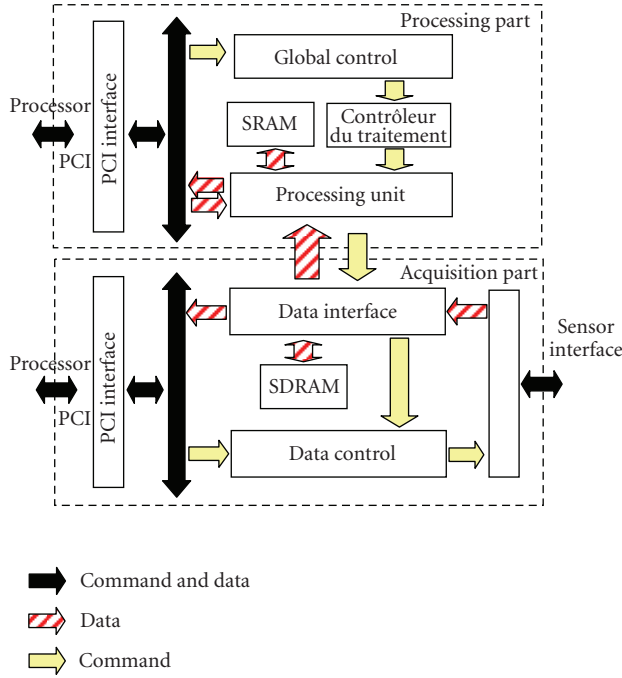 Processing part
Global control
SRAM
Contrôleur
du traitement
Processor
PCI
PCI interface
Processing unit
Acquisition part
Data interface
Sensor
interface
SDRAM
Processor
PCI
PCI interface
Data control
Command and data
Data
Command